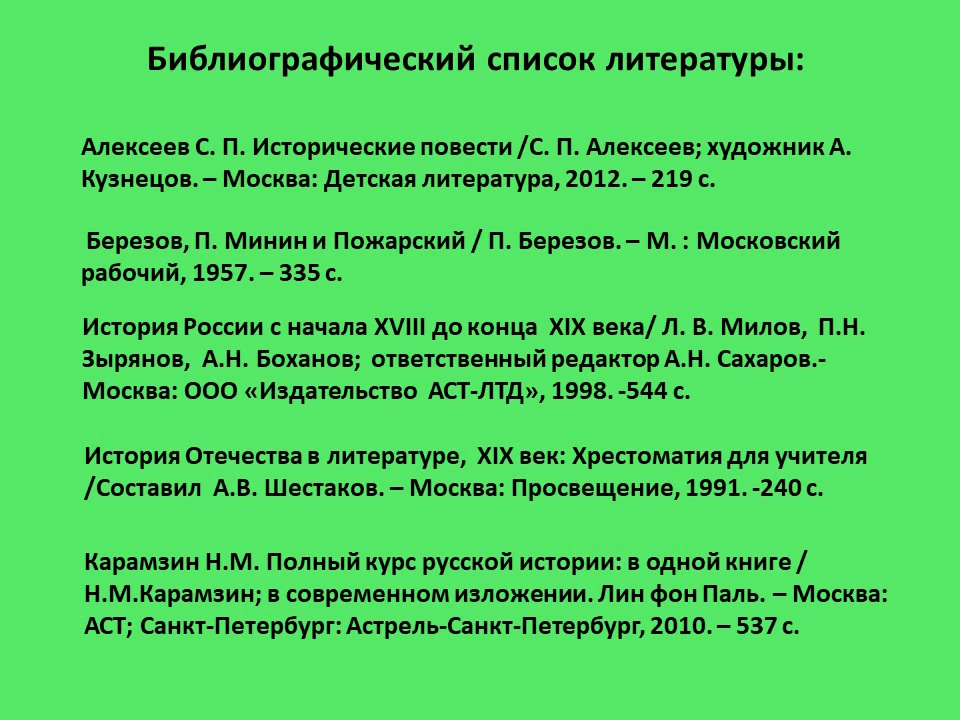 Библиографический список литературы:
Алексеев С. П. Исторические повести /С. П. Алексеев; художник А.
Кузнецов. – Москва: Детская литература, 2012. – 219 с.
Березов, П. Минин и Пожарский / П. Березов. – М. : Московский
рабочий, 1957. – 335 с.
История России с начала XVIII до конца XIX века/ Л. В. Милов, П.Н.
Зырянов, А.Н. Боханов; ответственный редактор А.Н. Сахаров.-
Москва: ООО «Издательство АСТ-ЛТД», 1998. -544 с.
История Отечества в литературе, XIX век: Хрестоматия для учителя
/Составил А.В. Шестаков. – Москва: Просвещение, 1991. -240 с.
Карамзин Н.М. Полный курс русской истории: в одной книге /
Н.М.Карамзин; в современном изложении. Лин фон Паль. – Москва:
АСТ; Санкт-Петербург: Астрель-Санкт-Петербург, 2010. – 537 с.